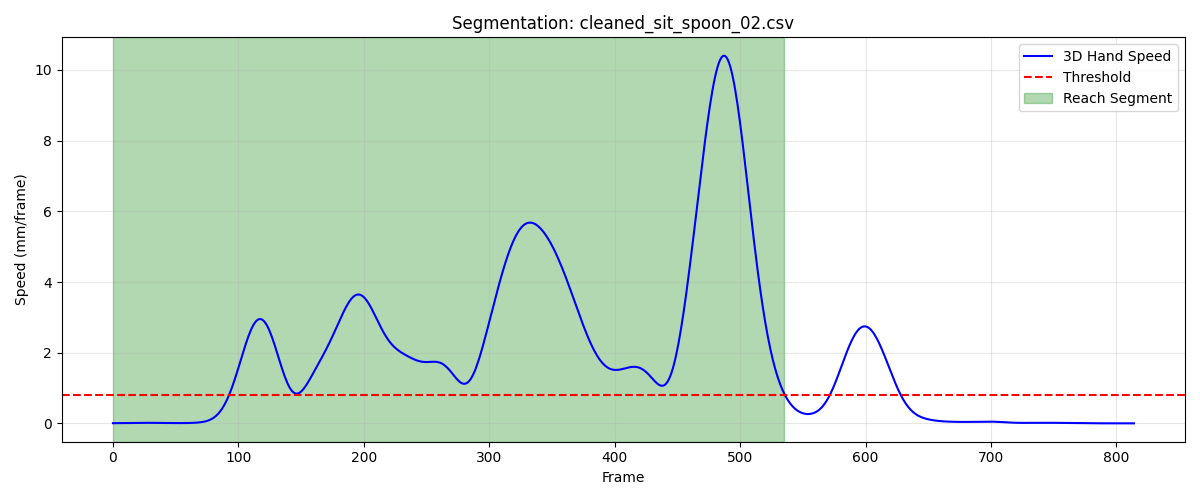 Segmentation: cleaned_sit_spoon_02.csv
3D Hand Speed
Threshold
Reach Segment
Speed (mm/frame)
10
8
6
4
2
0
0 100 200 300 400 500 600 700 800
Frame